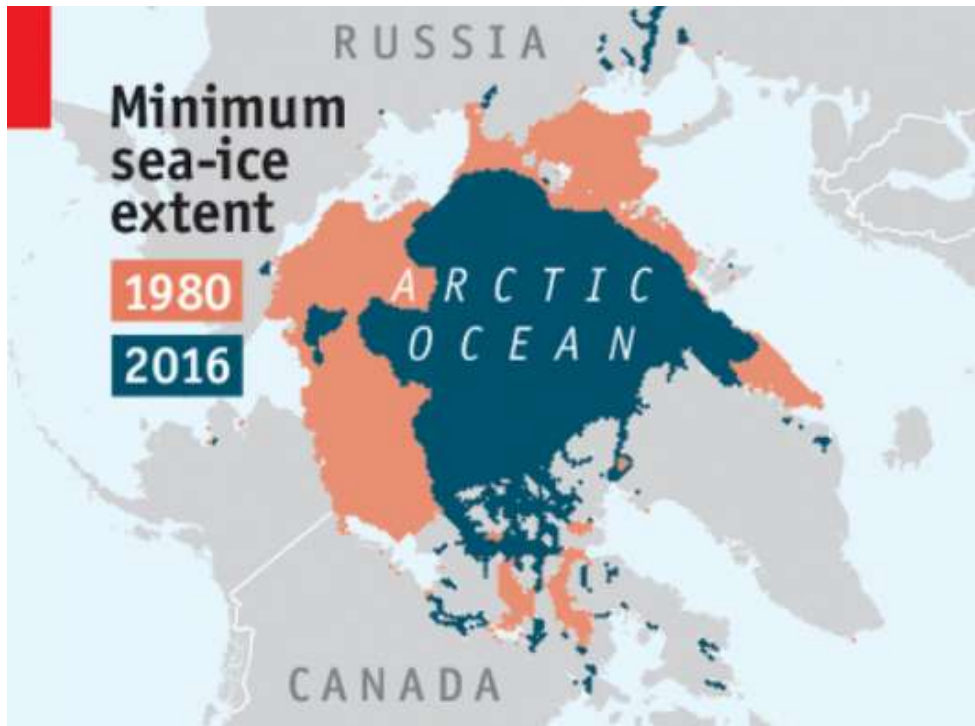 RUSSIA
Minimum
sea-ice
extent
1980
2016
ARCTIC
OCEAN
CANADA